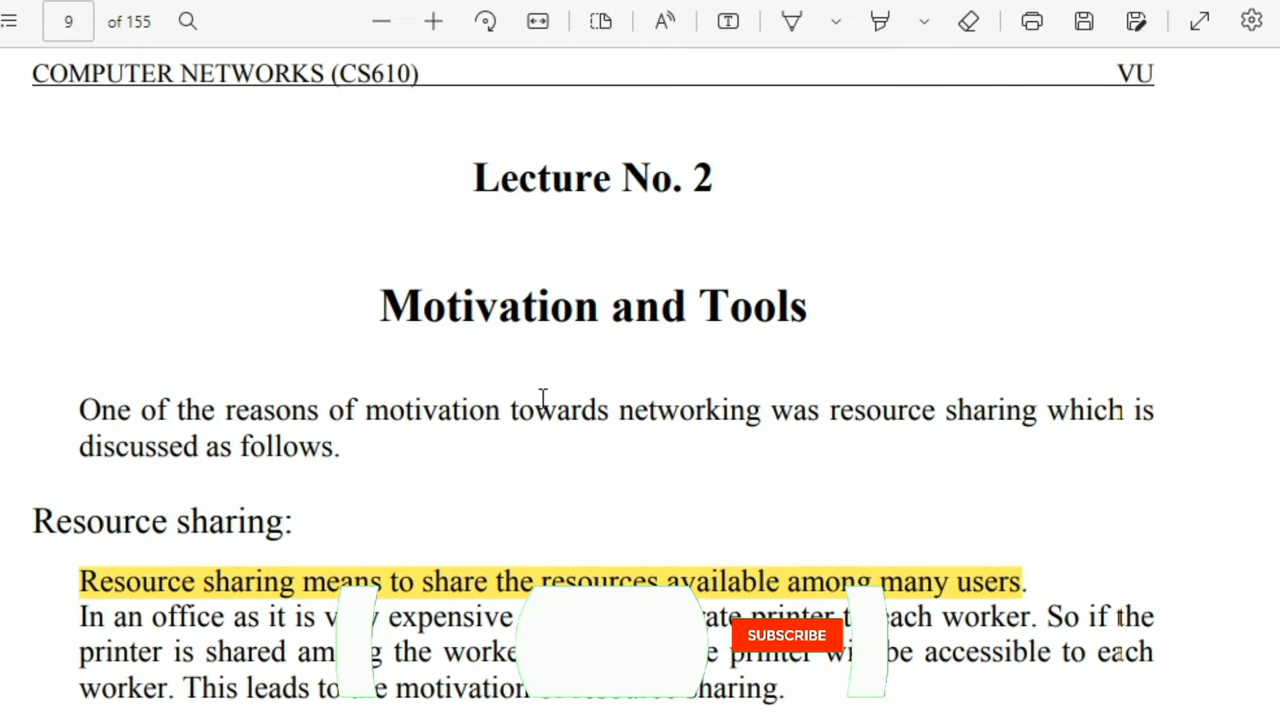 9 of 155
COMPUTER NETWORKS (CS610) VU
Lecture No. 2
Motivation and Tools
One of the reasons of motivation towards networking was resource sharing which is
discussed as follows.
Resource sharing:
Resource sharing means to share the resources available among many users.
In an office as it is expensive printer each worker. So if the
printer is shared the printer be accessible to each
worker. This leads to motivation sharing.
SUBSCRIBE